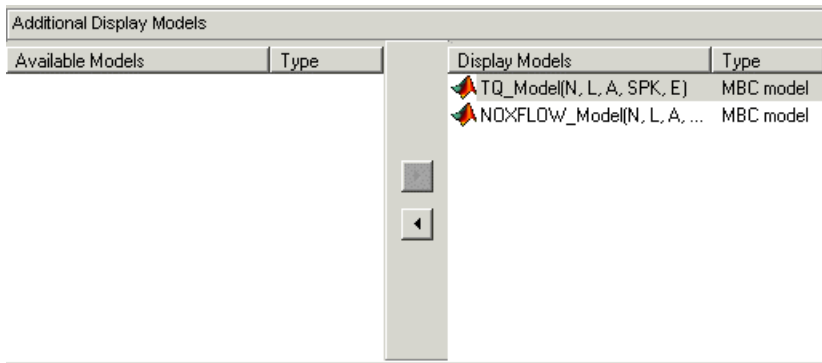 Additional Display Models
Available Models Type
Display Models Type
TQ_Model(N, L, A, SPK, E) MBC model
NOXFLOW_Model(N, L, A, ... MBC model